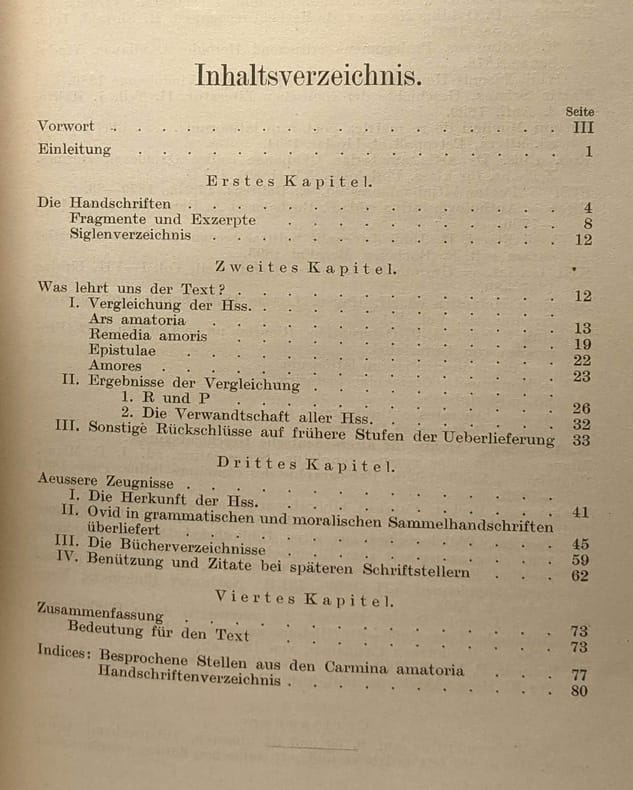 Inhaltsverzeichnis.
Seite
Vorwort . . . . . . . . . . . . . . . . . III
Einleitung . . . . . . . . . . . . . . . . 1
Erstes Kapitel.
Die Handschriften . . . . . . . . . . . . . 4
Fragmente und Exzerpte . . . . . . . . . . 8
Siglenverzeichnis . . . . . . . . . . . . 12
Zweites Kapitel.
Was lehrt uns der Text? . . . . . . . . . . 12
I. Vergleichung der Hss. . . . . . . . . . .
Ars amatoria . . . . . . . . . . . . 13
Remedia amoris . . . . . . . . . . . 19
Epistulae . . . . . . . . . . . . . 22
Amores . . . . . . . . . . . . . . 23
II. Ergebnisse der Vergleichung . . . . . . . .
1. R und P . . . . . . . . . . . . 26
2. Die Verwandtschaft aller Hss. . . . . . . 32
III. Sonstige Rückschlüsse auf frühere Stufen der Ueberlieferung 33
Drittes Kapitel.
Aeussere Zeugnisse . . . . . . . . . . . .
I. Die Herkunft der Hss. . . . . . . . . . . 41
II. Ovid in grammatischen und moralischen Sammelhandschriften
überliefert . . . . . . . . . . . . . 45
III. Die Bücherverzeichnisse . . . . . . . . . 59
IV. Benützung und Zitate bei späteren Schriftstellern . . . 62
Viertes Kapitel.
Zusammenfassung . . . . . . . . . . . . . 73
Bedeutung für den Text . . . . . . . . . . 73
Indices: Besprochene Stellen aus den Carmina amatoria . . . 77
Handschriftenverzeichnis . . . . . . . . . . 80